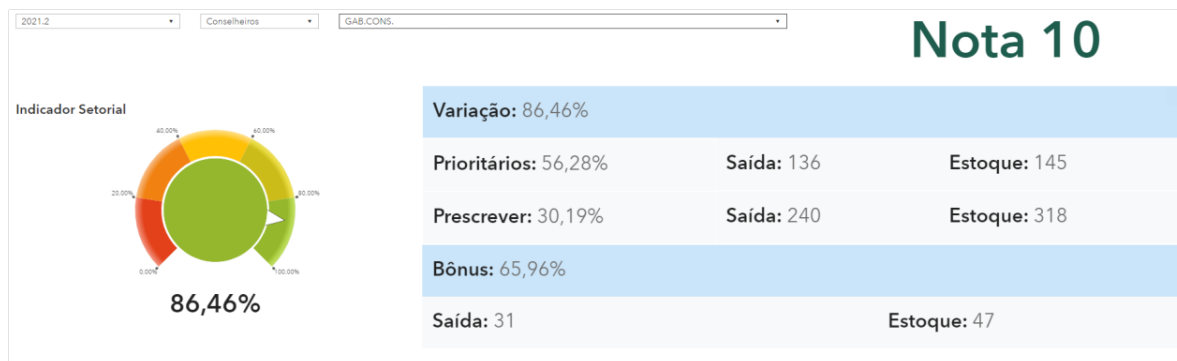 2021.2 Conselheiros GAB.CONS.
Nota 10
Indicador Setorial
40.00% 60.00%
20.00% 80.00%
0.00% 100.00%
86,46%
Variação: 86,46%
Prioritários: 56,28% Saída: 136 Estoque: 145
Prescrever: 30,19% Saída: 240 Estoque: 318
Bônus: 65,96%
Saída: 31 Estoque: 47